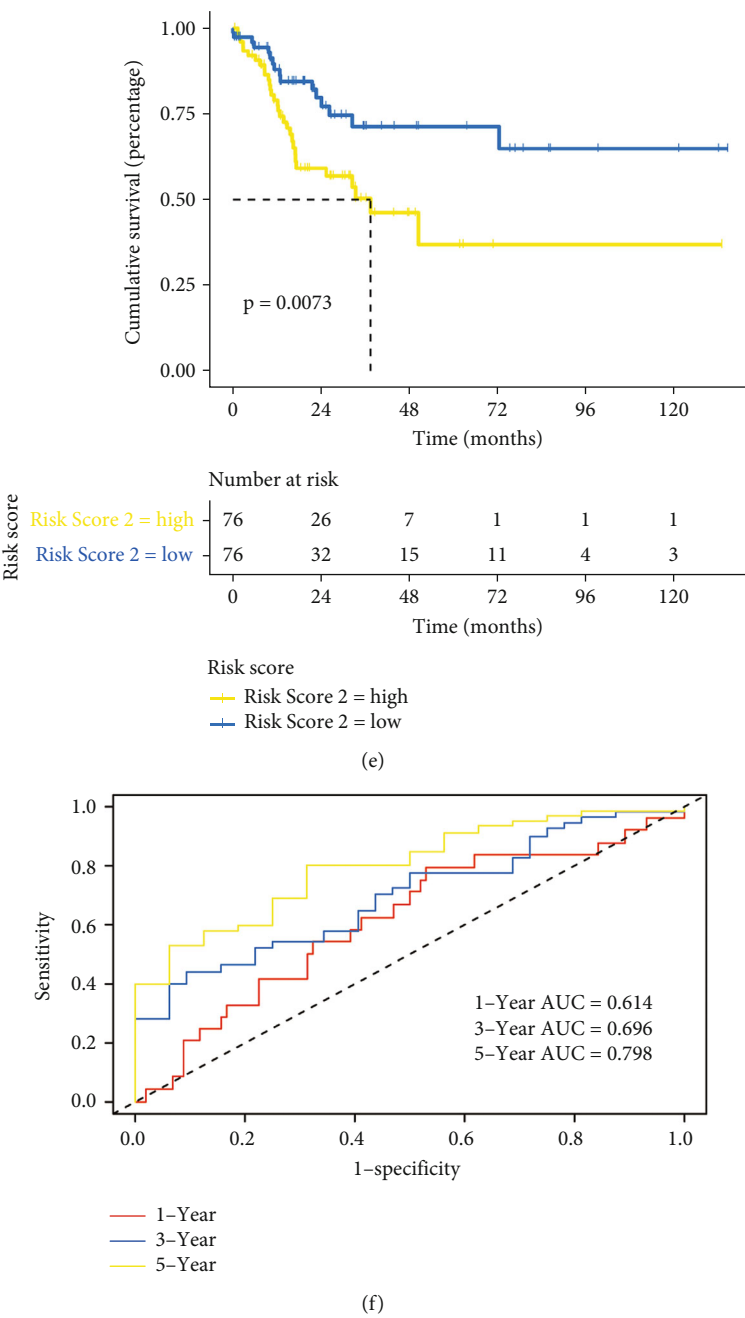 1.00
0.75
0.50
0.25
0.00
Cumulative survival (percentage)
p = 0.0073
0 24 48 72 96 120
Time (months)
Number at risk
Risk score
Risk Score 2 = high 76 26 7 1 1 1
Risk Score 2 = low 76 32 15 11 4 3
0 24 48 72 96 120
Time (months)
Risk score
Risk Score 2 = high
Risk Score 2 = low
(e)
1.0
0.8
0.6
0.4
0.2
0.0
Sensitivity
1–Year AUC = 0.614
3–Year AUC = 0.696
5–Year AUC = 0.798
0.0 0.2 0.4 0.6 0.8 1.0
1–specificity
1–Year
3–Year
5–Year
(f)